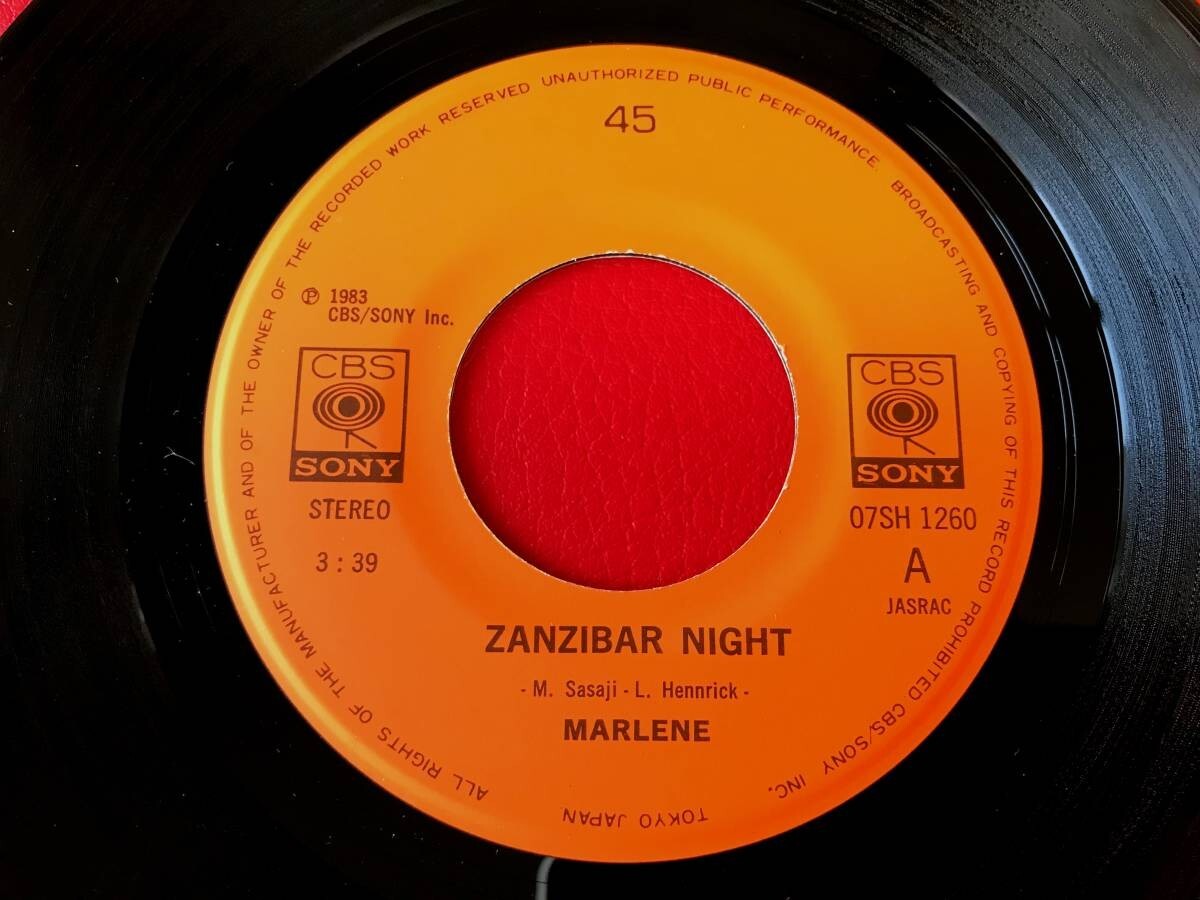 ALL RIGHTS OF THE MANUFACTURER AND OF THE OWNER OF THE RECORDED WORK RESERVED UNAUTHORIZED PUBLIC PERFORMANCE. BROADCASTING AND COPYING OF THIS RECORD PROHIBITED CBS/SONY INC.
TOKYO JAPAN
45
Ⓟ 1983
CBS/SONY Inc.
CBS
SONY
STEREO
3:39
CBS
SONY
07SH 1260
A
JASRAC
ZANZIBAR NIGHT
- M. Sasaji - L. Hennrick -
MARLENE